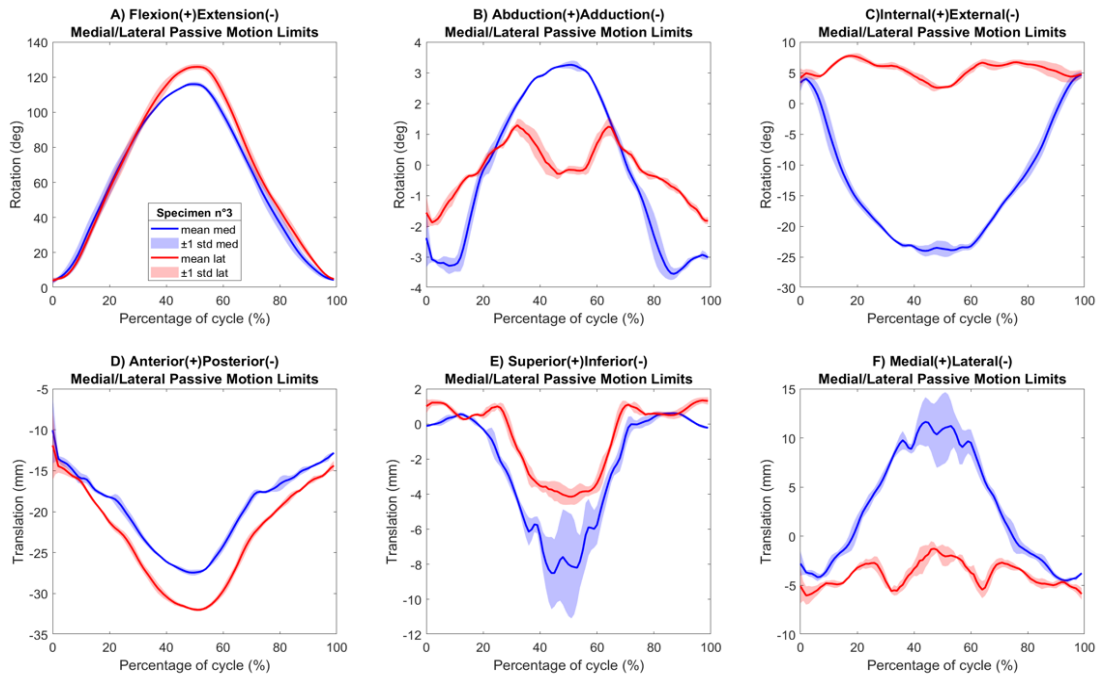 A) Flexion(+)Extension(-)
Medial/Lateral Passive Motion Limits
140
120
100
80
60
40
20
0
Rotation (deg)
Specimen n°3
mean med
±1 std med
mean lat
±1 std lat
0 20 40 60 80 100
Percentage of cycle (%)
B) Abduction(+)Adduction(-)
Medial/Lateral Passive Motion Limits
4
3
2
1
0
-1
-2
-3
-4
Rotation (deg)
0 20 40 60 80 100
Percentage of cycle (%)
C)Internal(+)External(-)
Medial/Lateral Passive Motion Limits
10
5
0
-5
-10
-15
-20
-25
-30
Rotation (deg)
0 20 40 60 80 100
Percentage of cycle (%)
D) Anterior(+)Posterior(-)
Medial/Lateral Passive Motion Limits
-5
-10
-15
-20
-25
-30
-35
Translation (mm)
0 20 40 60 80 100
Percentage of cycle (%)
E) Superior(+)Inferior(-)
Medial/Lateral Passive Motion Limits
2
0
-2
-4
-6
-8
-10
-12
Translation (mm)
0 20 40 60 80 100
Percentage of cycle (%)
F) Medial(+)Lateral(-)
Medial/Lateral Passive Motion Limits
15
10
5
0
-5
-10
Translation (mm)
0 20 40 60 80 100
Percentage of cycle (%)